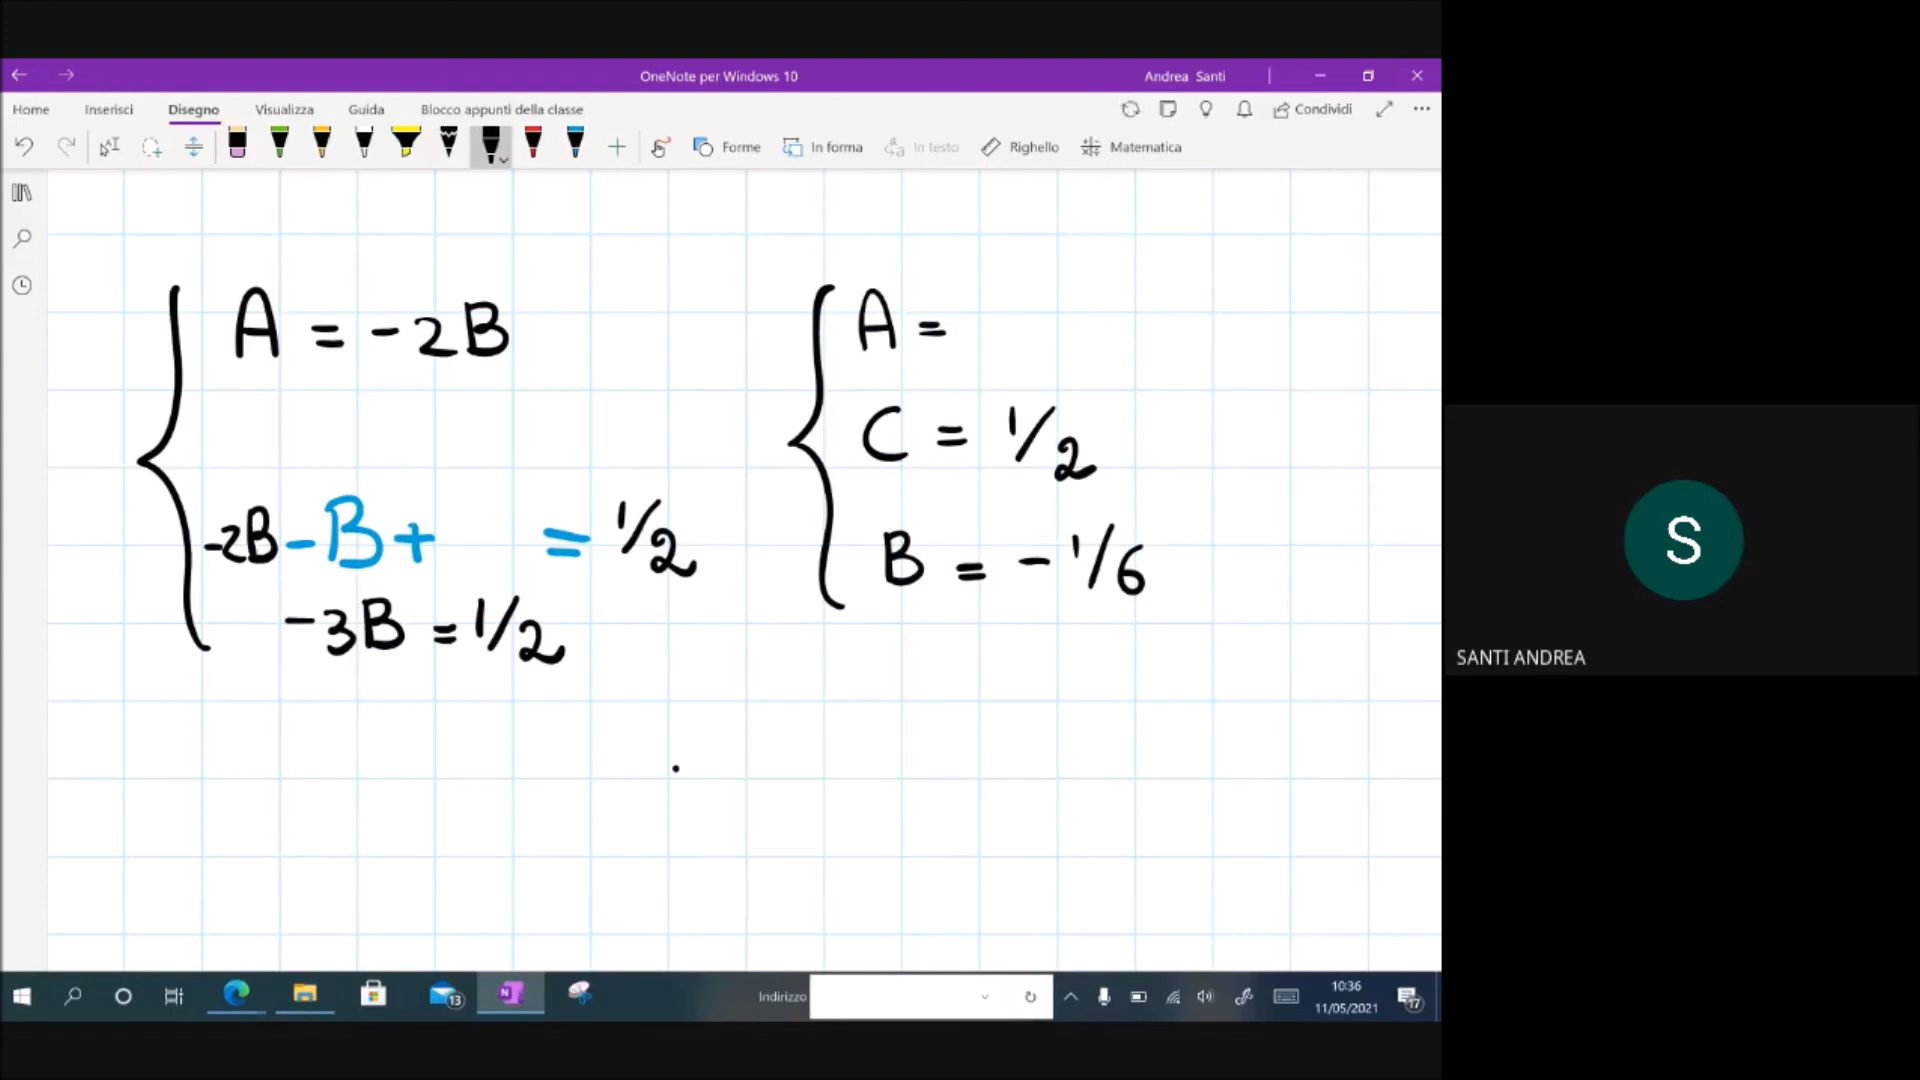 OneNote per Windows 10
Andrea Santi
Home Inserisci Disegno Visualizza Guida Blocco appunti della classe
Condividi
Forme In forma In testo Righello Matematica
A = -2B
-2B - B + = 1/2
-3B = 1/2
A =
C = 1/2
B = - 1/6
S
SANTI ANDREA
13
Indirizzo
10:36
11/05/2021
17